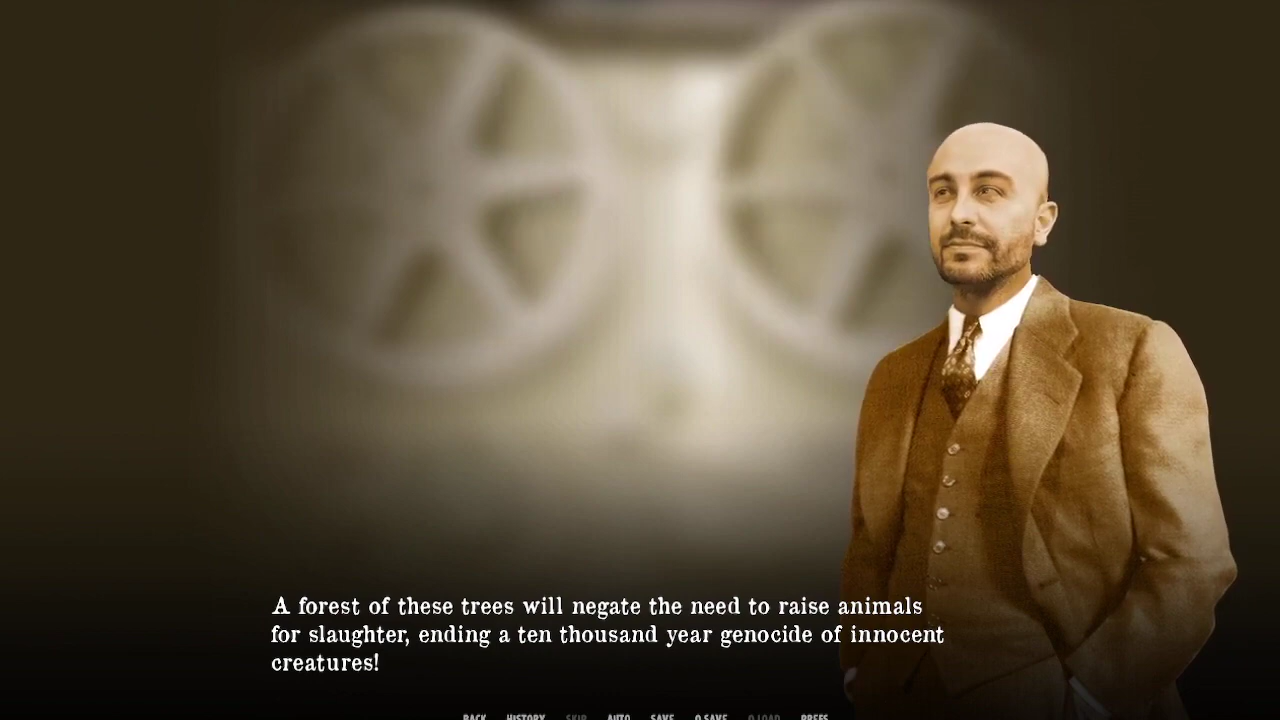 A forest of these trees will negate the need to raise animals
for slaughter, ending a ten thousand year genocide of innocent
creatures!
BACK HISTORY SKIP AUTO SAVE Q.SAVE Q.LOAD PREFS